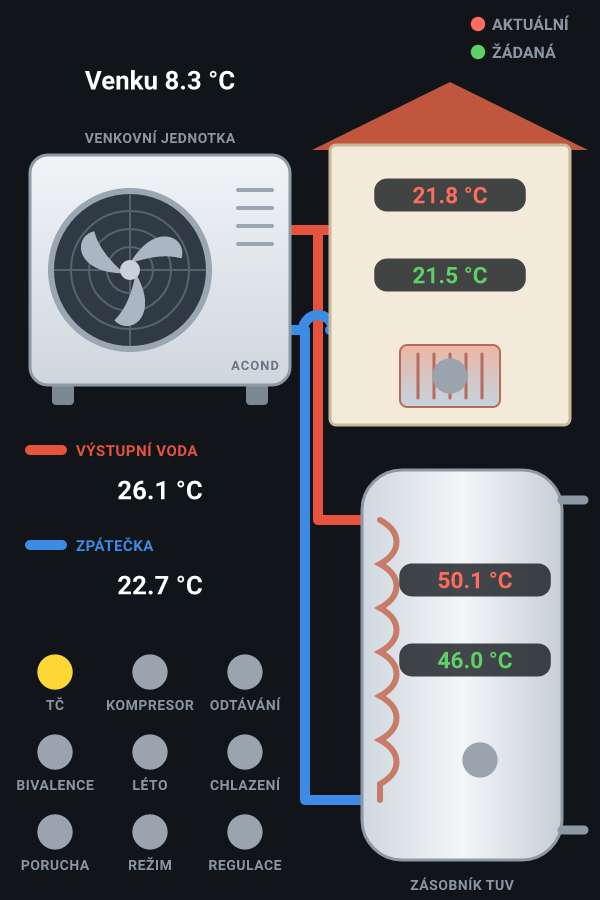 AKTUÁLNÍ
ŽÁDANÁ
Venku 8.3 °C
VENKOVNÍ JEDNOTKA
21.8 °C
21.5 °C
ACOND
VÝSTUPNÍ VODA
26.1 °C
ZPÁTEČKA
22.7 °C
50.1 °C
46.0 °C
TČ KOMPRESOR ODTÁVÁNÍ
BIVALENCE LÉTO CHLAZENÍ
PORUCHA REŽIM REGULACE
ZÁSOBNÍK TUV